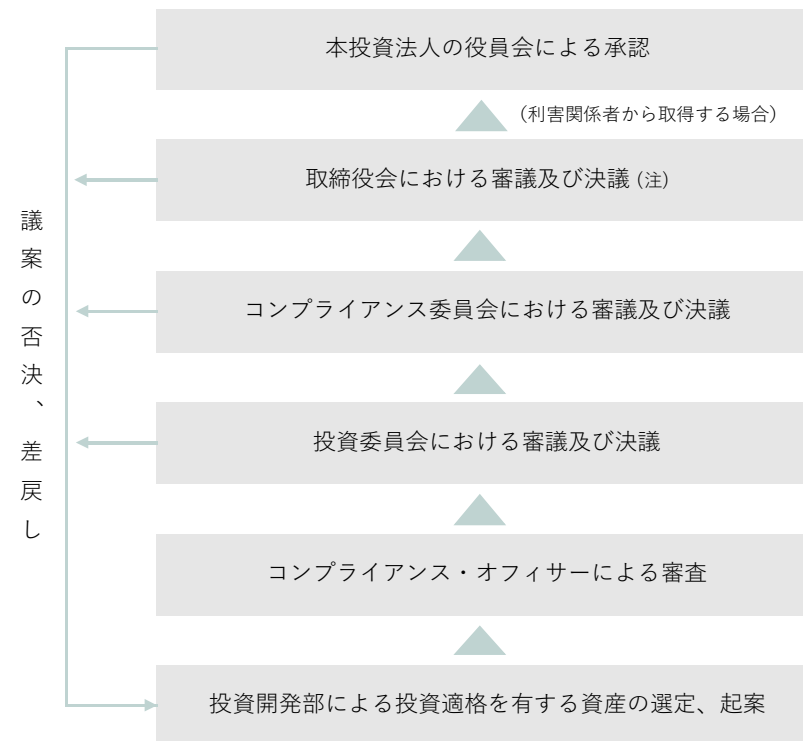 本投資法人の役員会による承認
（利害関係者から取得する場合）
取締役会における審議及び決議 (注)
コンプライアンス委員会における審議及び決議
投資委員会における審議及び決議
コンプライアンス・オフィサーによる審査
投資開発部による投資適格を有する資産の選定、起案
議案の否決、差戻し